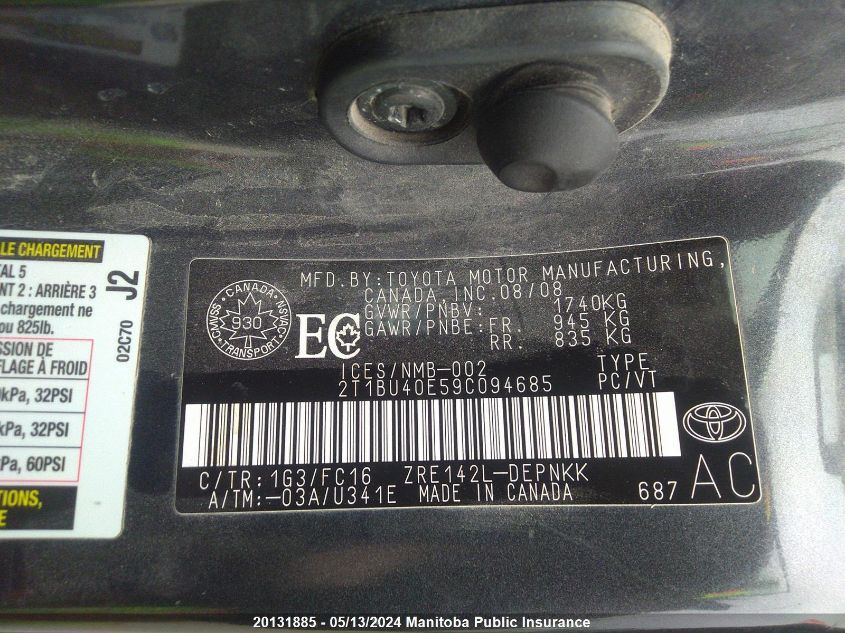 LE CHARGEMENT
AL 5
NT 2 : ARRIÈRE 3
chargement ne
ou 825lb.
J2
02C70
SSION DE
FLAGE À FROID
kPa, 32PSI
kPa, 32PSI
kPa, 60PSI
TIONS,
E
MFD.BY:TOYOTA MOTOR MANUFACTURING,
CANADA,INC.08/08
GVWR/PNBV: 1740KG
GAWR/PNBE:FR. 945 KG
RR. 835 KG
CANADA
CMVSS NSVAC
930
TRANSPORT
EC
ICES/NMB-002 TYPE
2T1BU40E59C094685 PC/VT
C/TR:1G3/FC16 ZRE142L-DEPNKK
A/TM:-03A/U341E MADE IN CANADA
687 AC
20131885 - 05/13/2024 Manitoba Public Insurance